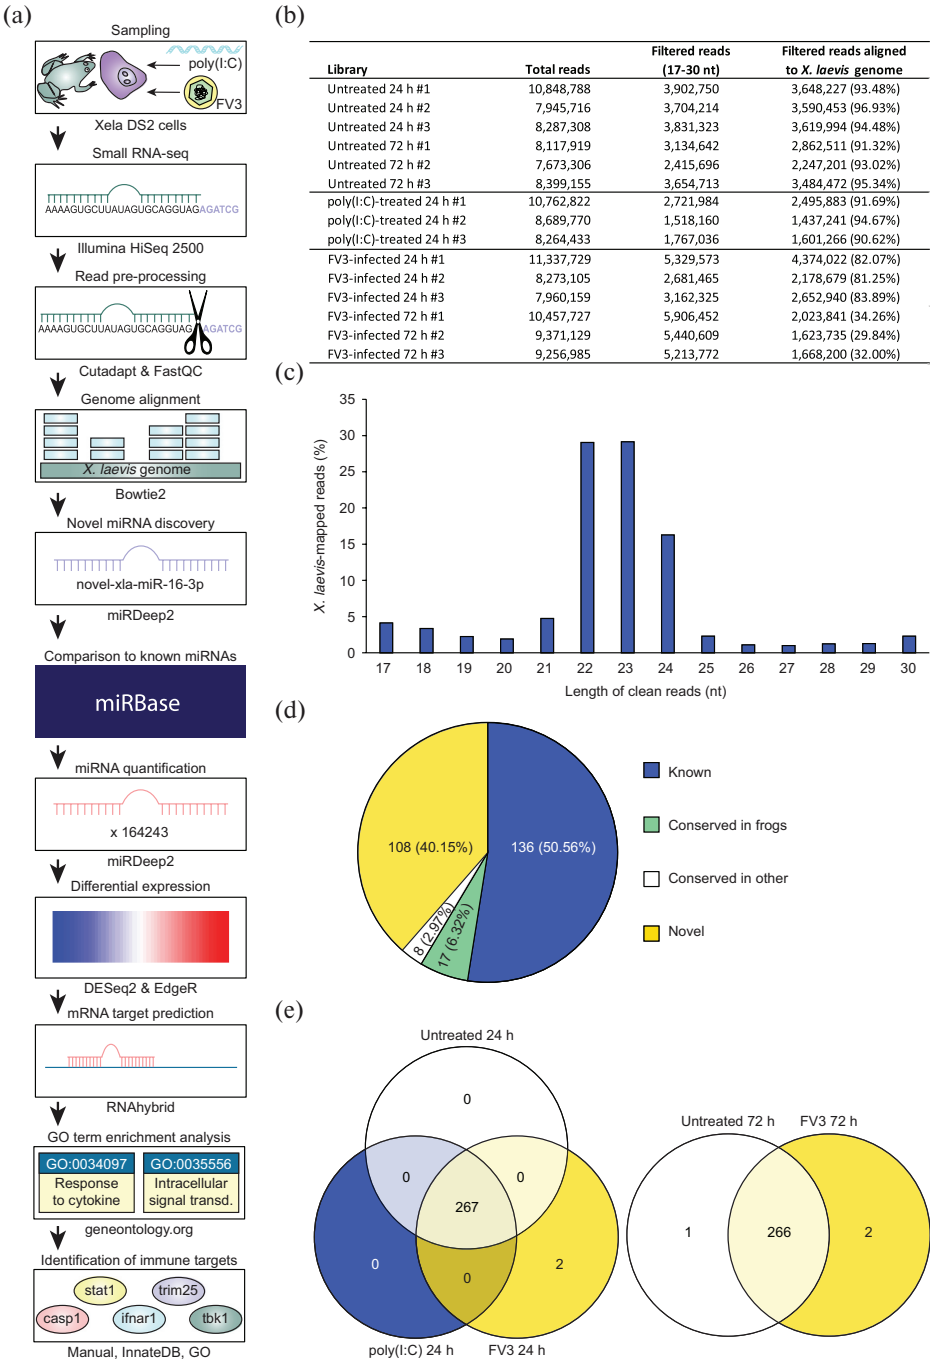 (a)
Sampling
poly(I:C)
FV3
Xela DS2 cells
Small RNA-seq
AAAAGUGCUUAUAGUGCAGGUAGAGATCG
Illumina HiSeq 2500
Read pre-processing
AAAAGUGCUUAUAGUGCAGGUAGAGATCG
Cutadapt & FastQC
Genome alignment
X. laevis genome
Bowtie2
Novel miRNA discovery
novel-xla-miR-16-3p
miRDeep2
Comparison to known miRNAs
miRBase
miRNA quantification
x 164243
miRDeep2
Differential expression
DESeq2 & EdgeR
mRNA target prediction
RNAhybrid
GO term enrichment analysis
GO:0034097 GO:0035556
Response Intracellular
to cytokine signal transd.
geneontology.org
Identification of immune targets
stat1 trim25
casp1 ifnar1 tbk1
Manual, InnateDB, GO
(b)
Filtered reads Filtered reads aligned
Library Total reads (17-30 nt) to X. laevis genome
Untreated 24 h #1 10,848,788 3,902,750 3,648,227 (93.48%)
Untreated 24 h #2 7,945,716 3,704,214 3,590,453 (96.93%)
Untreated 24 h #3 8,287,308 3,831,323 3,619,994 (94.48%)
Untreated 72 h #1 8,117,919 3,134,642 2,862,511 (91.32%)
Untreated 72 h #2 7,673,306 2,415,696 2,247,201 (93.02%)
Untreated 72 h #3 8,399,155 3,654,713 3,484,472 (95.34%)
poly(I:C)-treated 24 h #1 10,762,822 2,721,984 2,495,883 (91.69%)
poly(I:C)-treated 24 h #2 8,689,770 1,518,160 1,437,241 (94.67%)
poly(I:C)-treated 24 h #3 8,264,433 1,767,036 1,601,266 (90.62%)
FV3-infected 24 h #1 11,337,729 5,329,573 4,374,022 (82.07%)
FV3-infected 24 h #2 8,273,105 2,681,465 2,178,679 (81.25%)
FV3-infected 24 h #3 7,960,159 3,162,325 2,652,940 (83.89%)
FV3-infected 72 h #1 10,457,727 5,906,452 2,023,841 (34.26%)
FV3-infected 72 h #2 9,371,129 5,440,609 1,623,735 (29.84%)
FV3-infected 72 h #3 9,256,985 5,213,772 1,668,200 (32.00%)
(c)
X. laevis-mapped reads (%)
35
30
25
20
15
10
5
0
17 18 19 20 21 22 23 24 25 26 27 28 29 30
Length of clean reads (nt)
(d)
108 (40.15%)
136 (50.56%)
8 (2.97%)
17 (6.32%)
Known
Conserved in frogs
Conserved in other
Novel
(e)
Untreated 24 h
0
0 0
267
0 0 2
poly(I:C) 24 h FV3 24 h
Untreated 72 h FV3 72 h
1 266 2